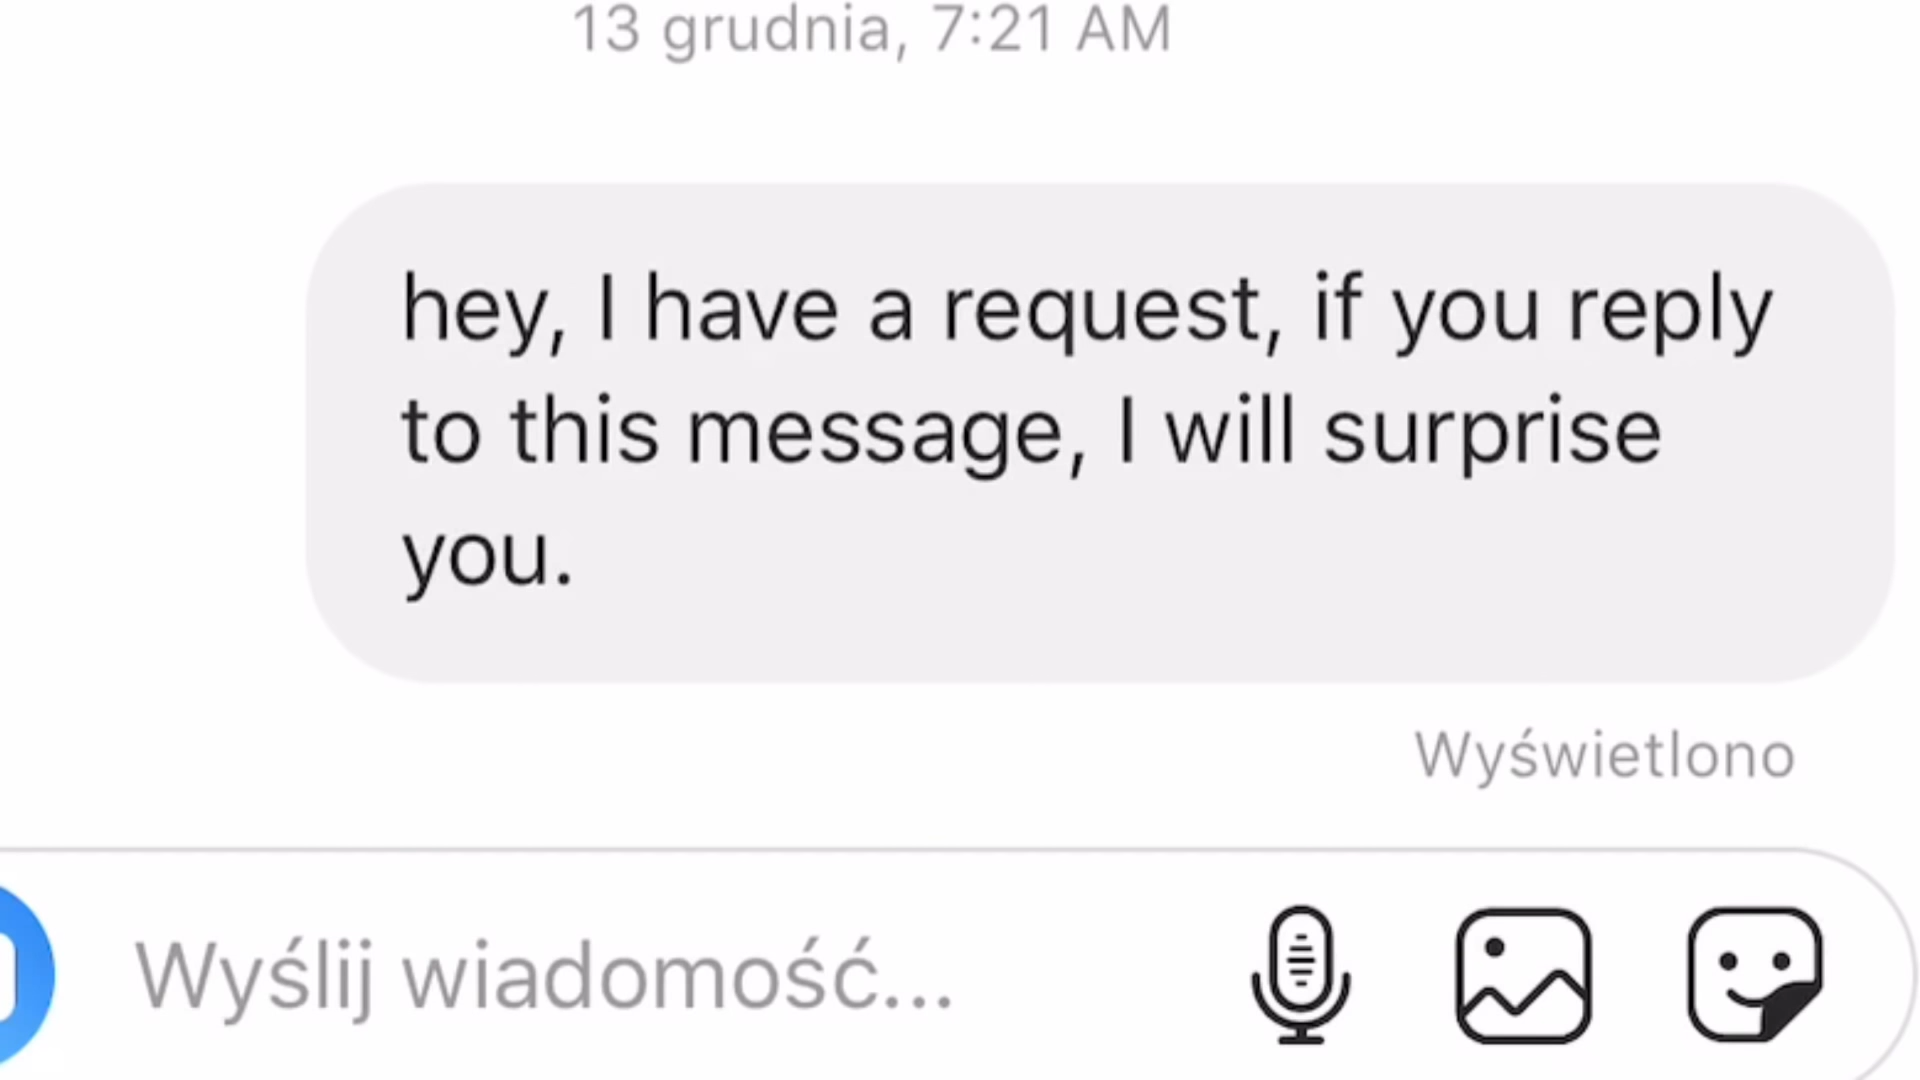 13 grudnia, 7:21 AM
hey, I have a request, if you reply
to this message, I will surprise
you.
Wyświetlono
Wyślij wiadomość...